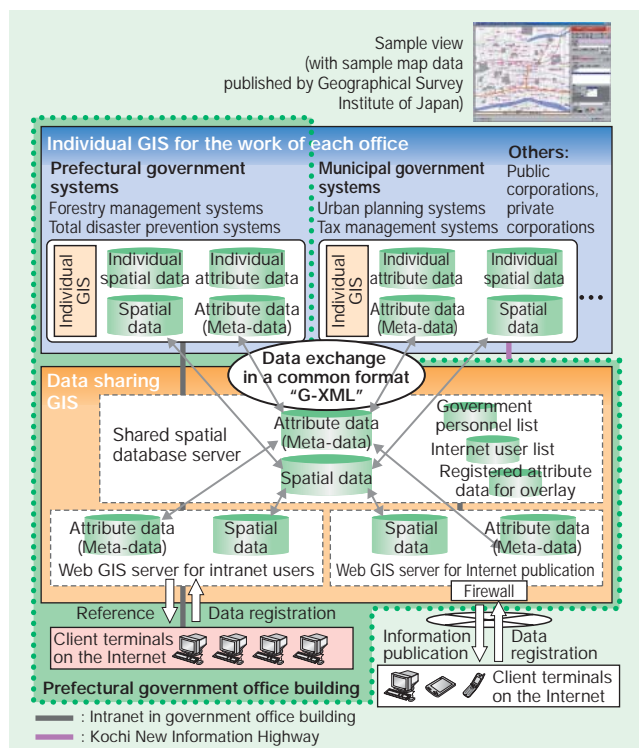 Sample view
(with sample map data
published by Geographical Survey
Institute of Japan)
Individual GIS for the work of each office
Prefectural government
systems
Forestry management systems
Total disaster prevention systems
Municipal government
systems
Urban planning systems
Tax management systems
Others:
Public
corporations,
private
corporations
Individual
GIS
Individual
spatial data
Individual
attribute data
Spatial
data
Attribute data
(Meta-data)
Individual
GIS
Individual
attribute data
Individual
spatial data
Attribute data
(Meta-data)
Spatial
data
...
Data exchange
in a common format
“G-XML”
Data sharing
GIS
Shared spatial
database server
Attribute data
(Meta-data)
Spatial data
Government
personnel list
Internet user list
Registered attribute
data for overlay
Attribute data
(Meta-data)
Spatial
data
Web GIS server for intranet users
Spatial
data
Attribute data
(Meta-data)
Web GIS server for Internet publication
Firewall
Reference
Data registration
Client terminals
on the Internet
Information
publication
Data
registration
Client terminals
on the Internet
Prefectural government office building
: Intranet in government office building
: Kochi New Information Highway